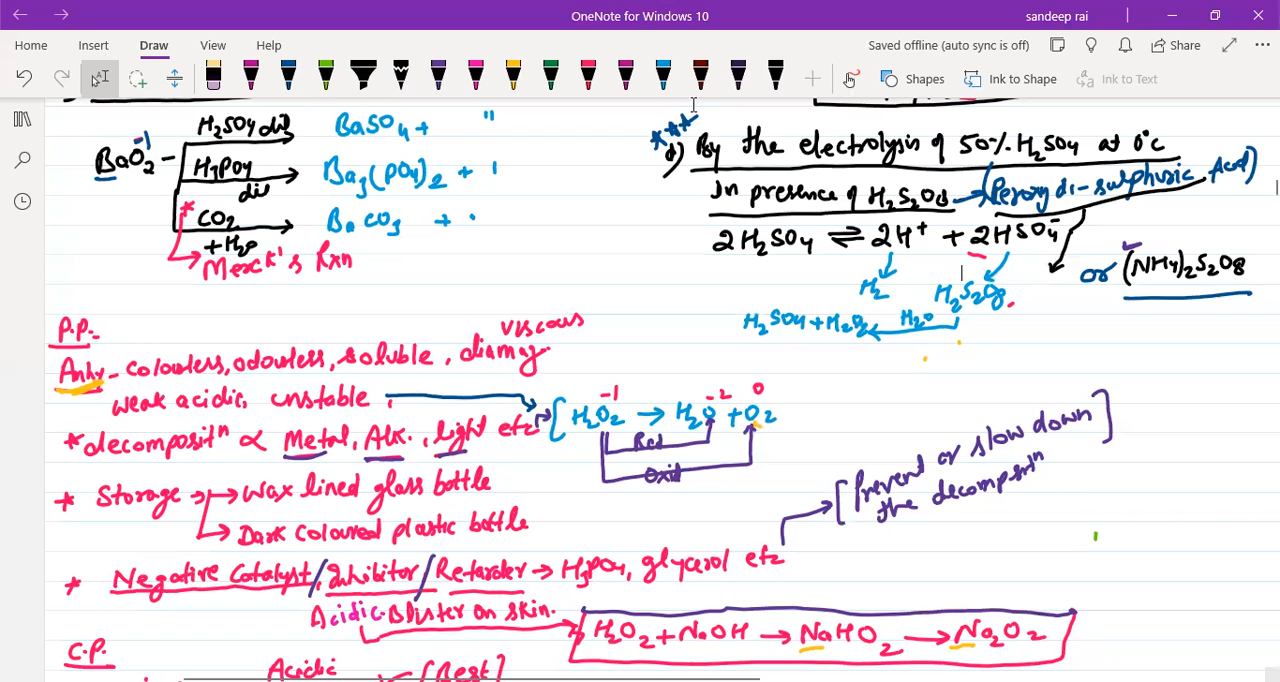 OneNote for Windows 10
sandeep rai
Home Insert Draw View Help
Saved offline (auto sync is off)
Share
Shapes
Ink to Shape
Ink to Text
BaO2 -1
H2SO4 dil
BaSO4 + "
H3PO4
dil
Ba3(PO4)2 +
CO2
+H2O
BaCO3 +
Merck's Rxn
*** d) By the electrolysis of 50% H2SO4 at 0°C
In presence of H2S2O8 → (Peroxy di-sulphuric Acid)
2H2SO4 ⇌ 2H+ + 2HSO4-
or (NH4)2S2O8
H2
H2S2O8
H2SO4 + H2O2 ← H2O
P.P.
viscous
Anhy - colourless, odourless, soluble, diamag
weak acidic, unstable
[H2O2 → H2O + O2
-1 -2 0
Red
Oxid
* decompositn ∝ Metal, Alk., light etc
* Storage → Wax lined glass bottle
→ Dark coloured plastic bottle
[Prevent or slow down
the decompositn]
* Negative Catalyst/Inhibitor/Retarder → H3PO4, glycerol etc
Acidic-Blister on skin.
H2O2 + NaOH → NaHO2 → Na2O2
C.P.
Acidic
[Best]